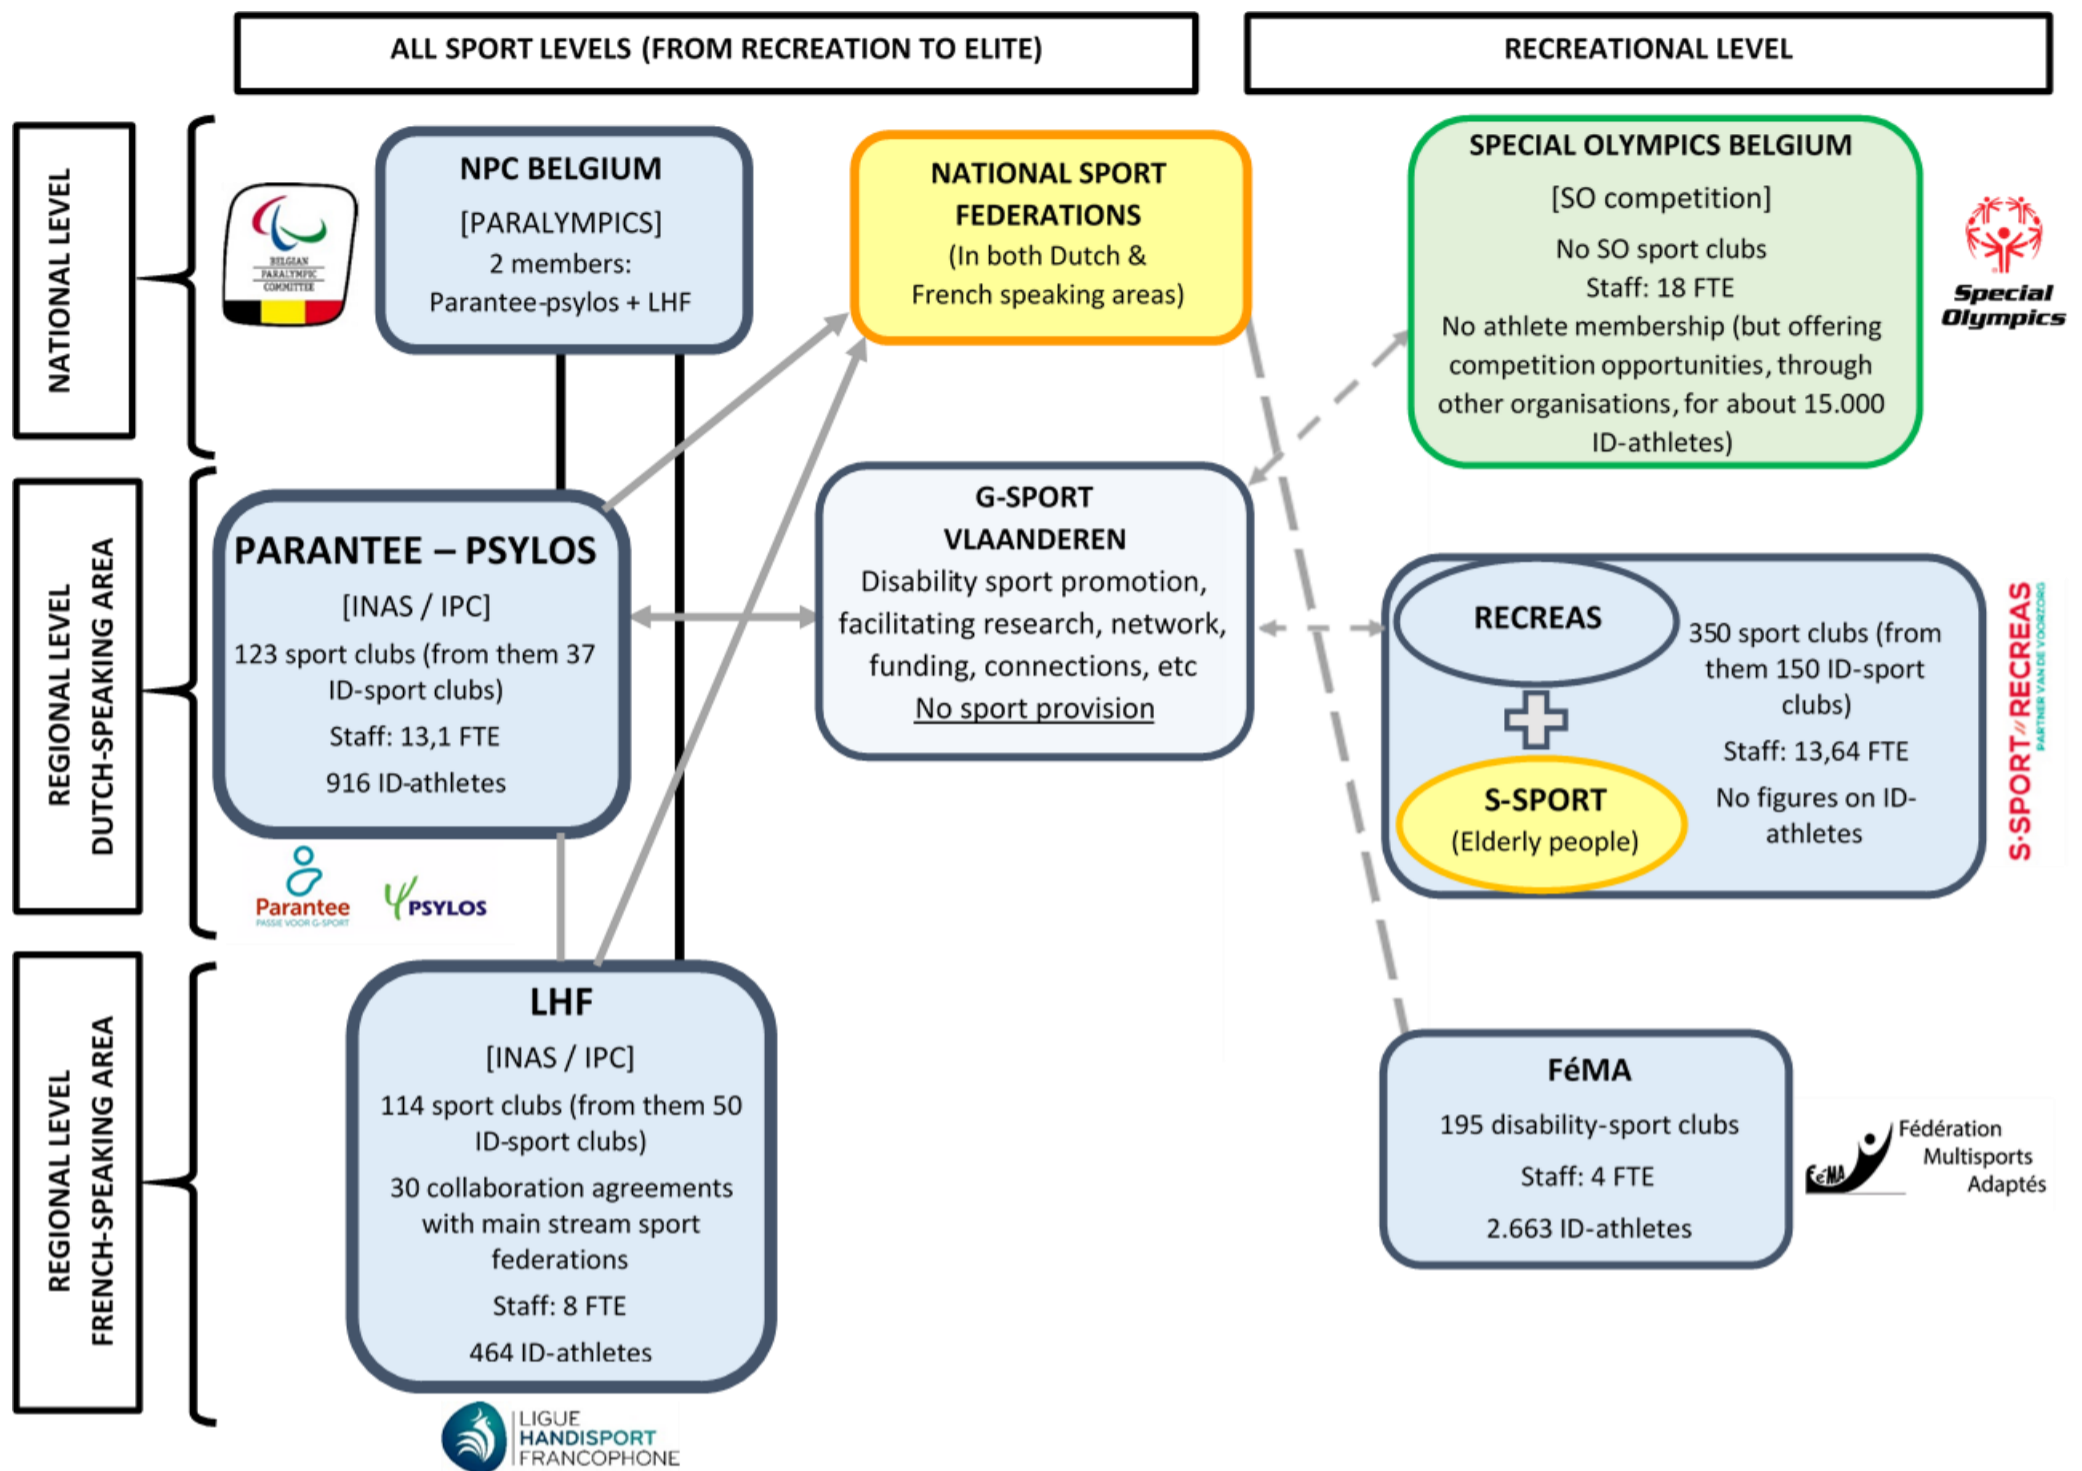 ALL SPORT LEVELS (FROM RECREATION TO ELITE)
RECREATIONAL LEVEL
NATIONAL LEVEL
BELGIAN
PARALYMPIC
COMMITTEE
NPC BELGIUM
[PARALYMPICS]
2 members:
Parantee-psylos + LHF
NATIONAL SPORT
FEDERATIONS
(In both Dutch &
French speaking areas)
SPECIAL OLYMPICS BELGIUM
[SO competition]
No SO sport clubs
Staff: 18 FTE
No athlete membership (but offering
competition opportunities, through
other organisations, for about 15.000
ID-athletes)
Special
Olympics
REGIONAL LEVEL
DUTCH-SPEAKING AREA
PARANTEE – PSYLOS
[INAS / IPC]
123 sport clubs (from them 37
ID-sport clubs)
Staff: 13,1 FTE
916 ID-athletes
Parantee
PASSIE VOOR G-SPORT
PSYLOS
G-SPORT
VLAANDEREN
Disability sport promotion,
facilitating research, network,
funding, connections, etc
No sport provision
RECREAS
S-SPORT
(Elderly people)
350 sport clubs (from
them 150 ID-sport
clubs)
Staff: 13,64 FTE
No figures on ID-
athletes
S·SPORT//RECREAS
PARTNER VAN DE VOORZORG
REGIONAL LEVEL
FRENCH-SPEAKING AREA
LHF
[INAS / IPC]
114 sport clubs (from them 50
ID-sport clubs)
30 collaboration agreements
with main stream sport
federations
Staff: 8 FTE
464 ID-athletes
LIGUE
HANDISPORT
FRANCOPHONE
FéMA
195 disability-sport clubs
Staff: 4 FTE
2.663 ID-athletes
FéMA
Fédération
Multisports
Adaptés